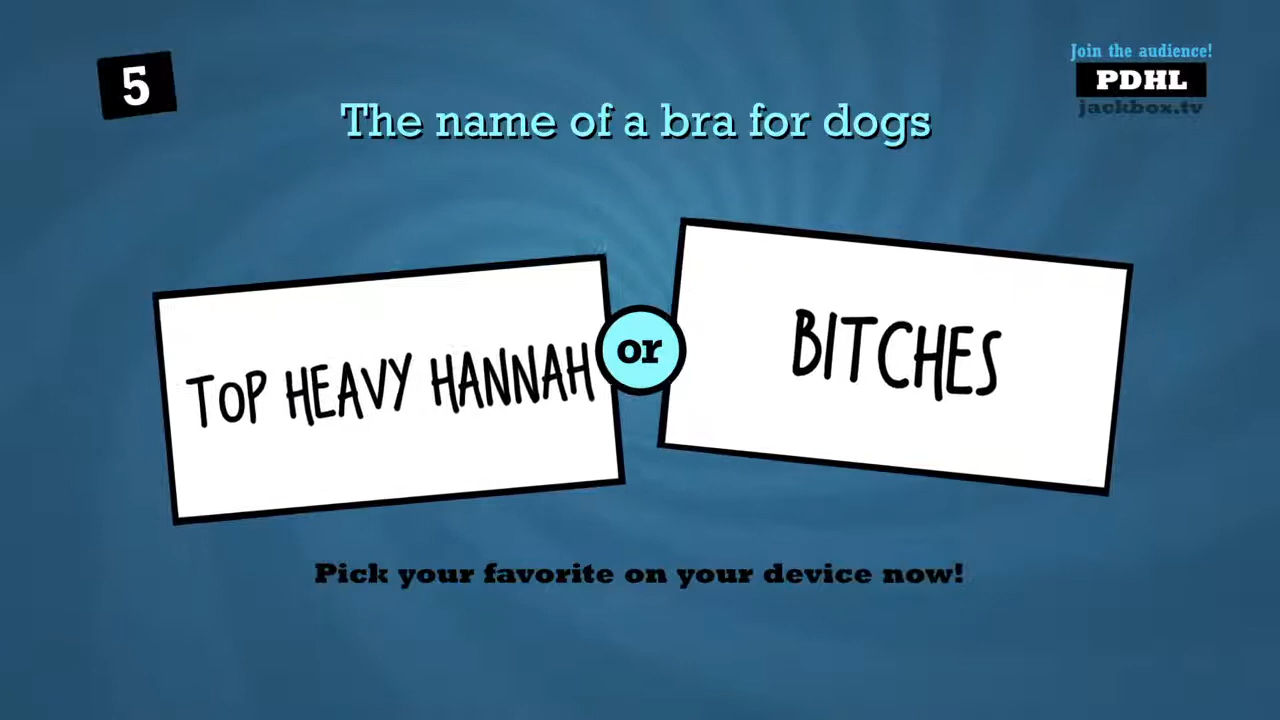 5
Join the audience!
PDHL
jackbox.tv
The name of a bra for dogs
TOP HEAVY HANNAH
or
BITCHES
Pick your favorite on your device now!